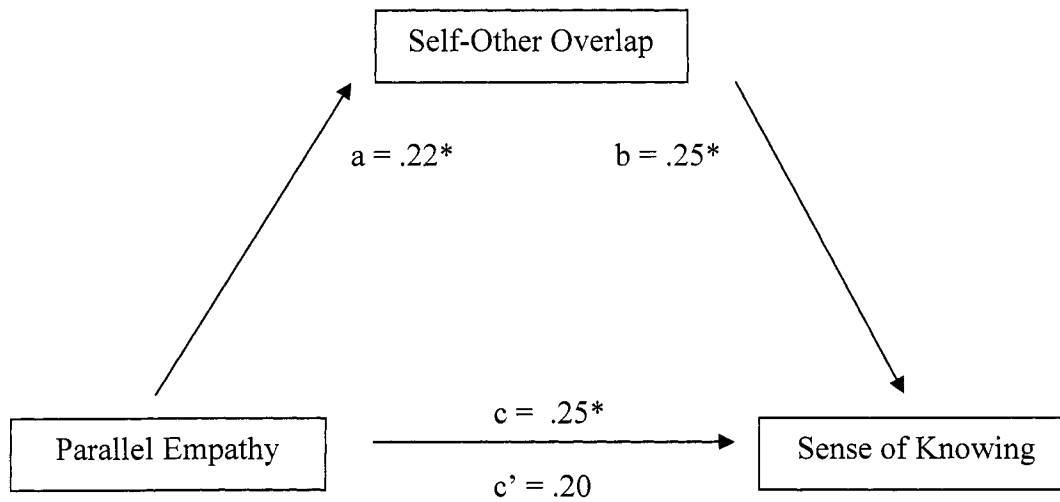 Self-Other Overlap
a = .22*
b = .25*
c = .25*
Parallel Empathy
Sense of Knowing
c’ = .20